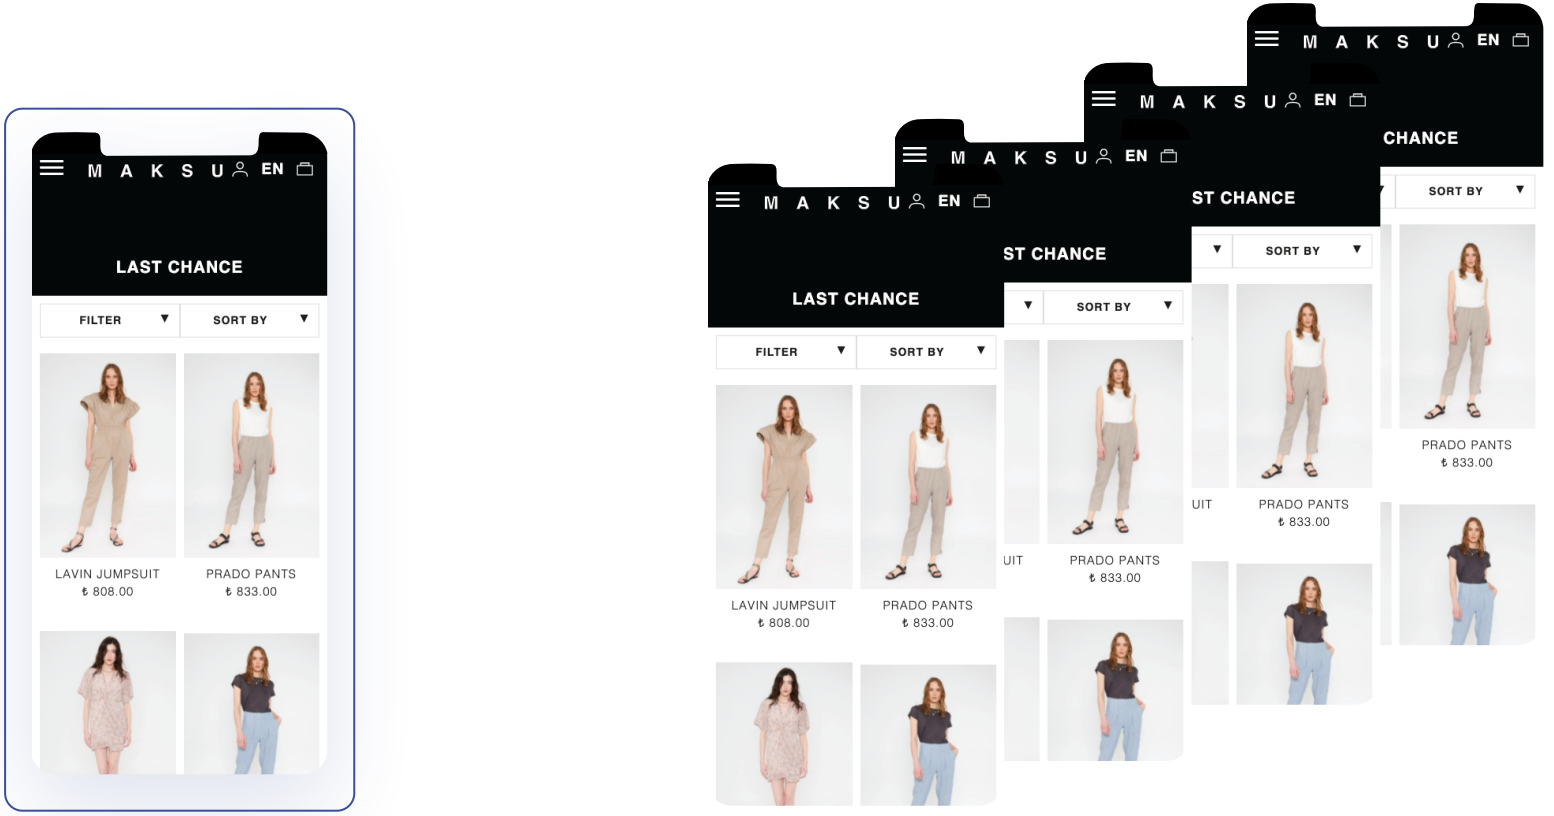 M A K S U EN
LAST CHANCE
FILTER ▼ SORT BY ▼
LAVIN JUMPSUIT PRADO PANTS
₺ 808.00 ₺ 833.00
M A K S U EN
LAST CHANCE
FILTER ▼ SORT BY ▼
LAVIN JUMPSUIT PRADO PANTS
₺ 808.00 ₺ 833.00
M A K S U EN
ST CHANCE
▼ SORT BY ▼
UIT PRADO PANTS
₺ 833.00
M A K S U EN
ST CHANCE
▼ SORT BY ▼
UIT PRADO PANTS
₺ 833.00
M A K S U EN
CHANCE
SORT BY ▼
PRADO PANTS
₺ 833.00